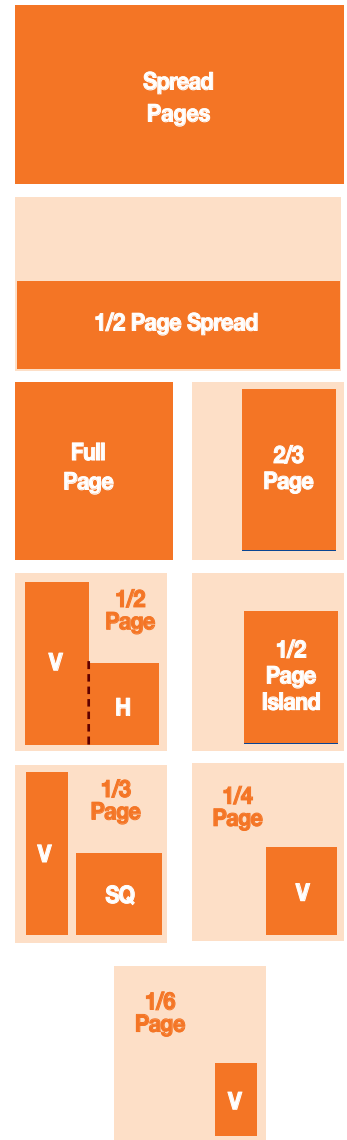 Spread
Pages
1/2 Page Spread
Full
Page
2/3
Page
1/2
Page
V
H
1/2
Page
Island
1/3
Page
V
SQ
1/4
Page
V
1/6
Page
V